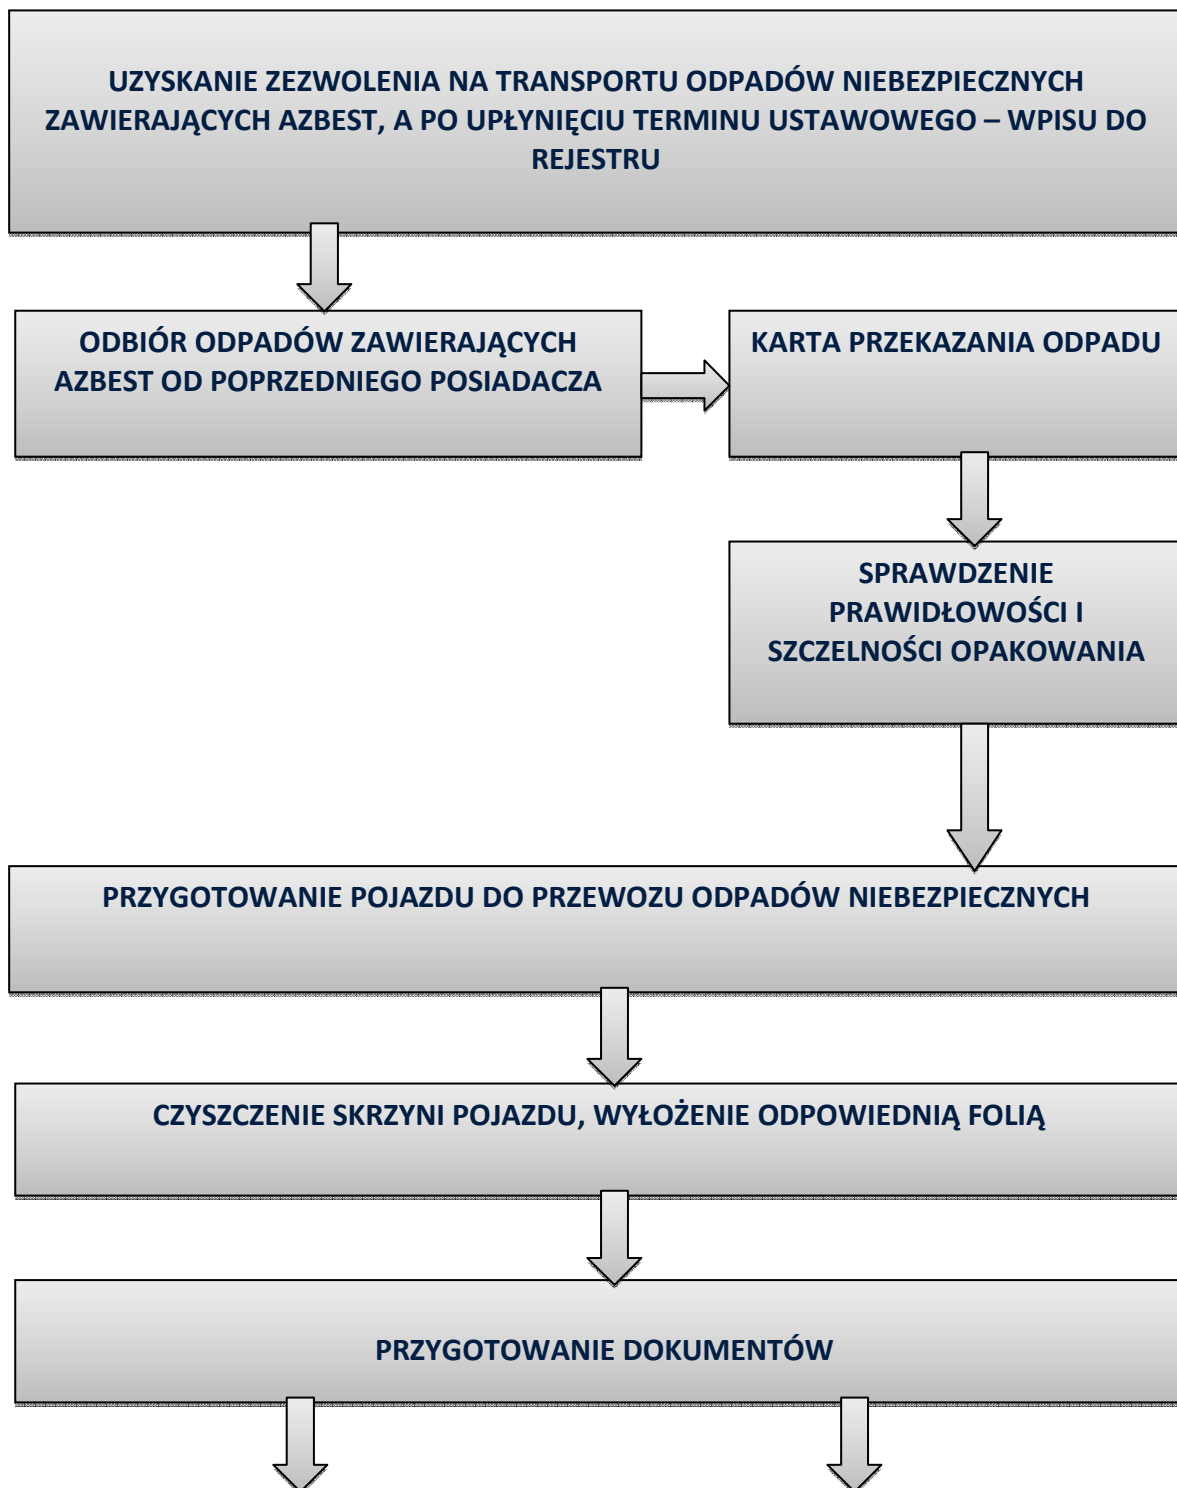 UZYSKANIE ZEZWOLENIA NA TRANSPORTU ODPADÓW NIEBEZPIECZNYCH
ZAWIERAJĄCYCH AZBEST, A PO UPŁYNIĘCIU TERMINU USTAWOWEGO – WPISU DO
REJESTRU
ODBIÓR ODPADÓW ZAWIERAJĄCYCH
AZBEST OD POPRZEDNIEGO POSIADACZA
KARTA PRZEKAZANIA ODPADU
SPRAWDZENIE
PRAWIDŁOWOŚCI I
SZCZELNOŚCI OPAKOWANIA
PRZYGOTOWANIE POJAZDU DO PRZEWOZU ODPADÓW NIEBEZPIECZNYCH
CZYSZCZENIE SKRZYNI POJAZDU, WYŁOŻENIE ODPOWIEDNIĄ FOLIĄ
PRZYGOTOWANIE DOKUMENTÓW